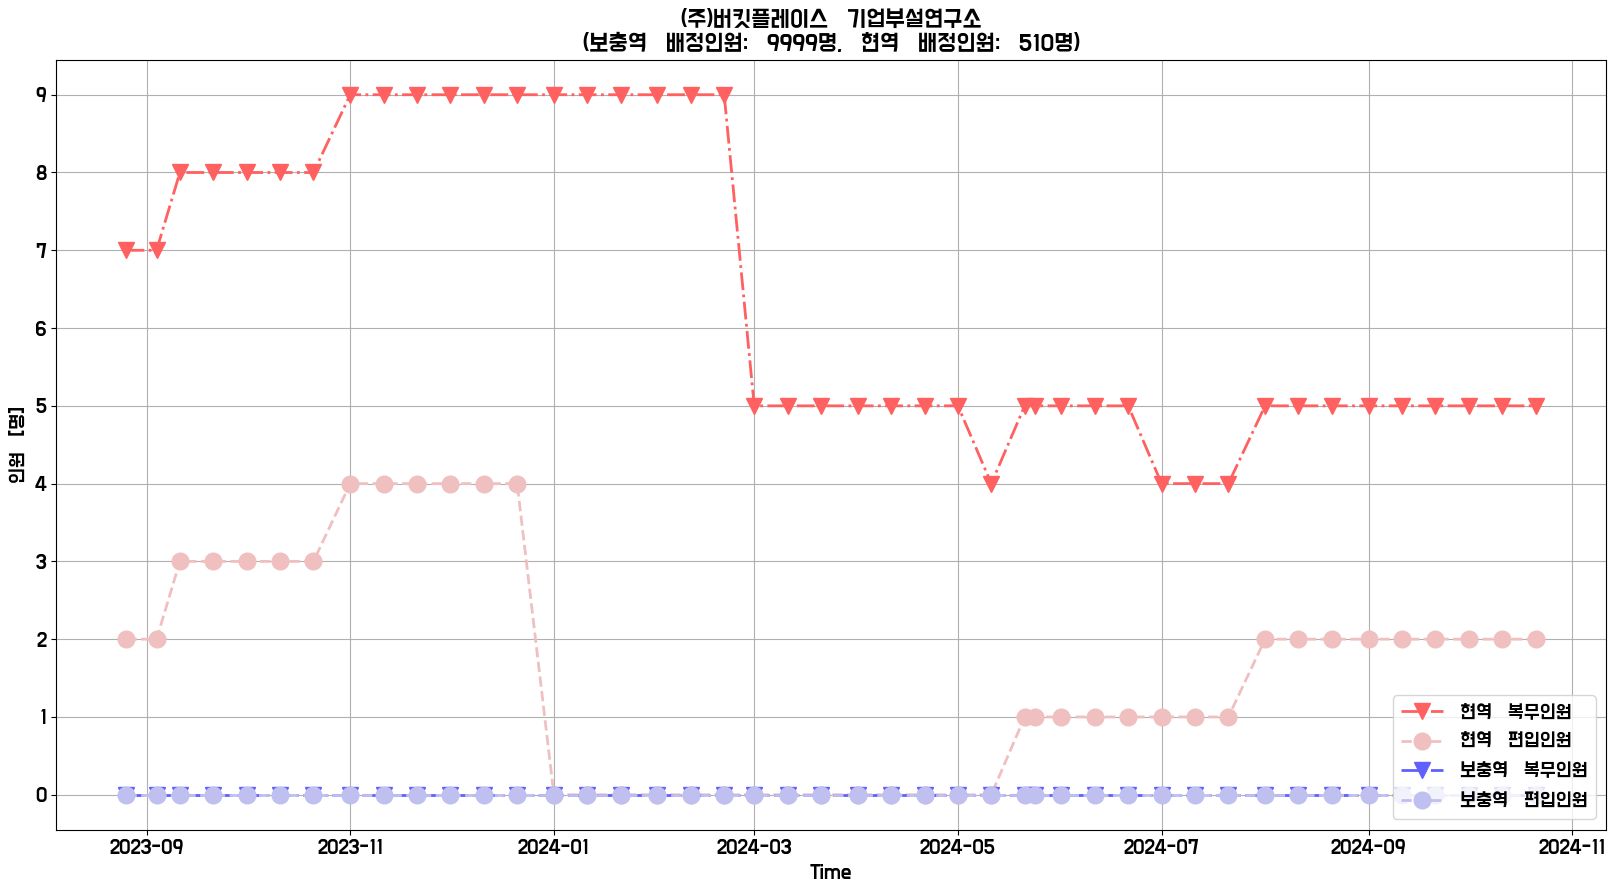 (주)버킷플레이스 기업부설연구소
(보충역 배정인원: 9999명, 현역 배정인원: 510명)
9
8
7
6
5
4
3
2
1
0
인원 [명]
현역 복무인원
현역 편입인원
보충역 복무인원
보충역 편입인원
2023-09 2023-11 2024-01 2024-03 2024-05 2024-07 2024-09 2024-11
Time